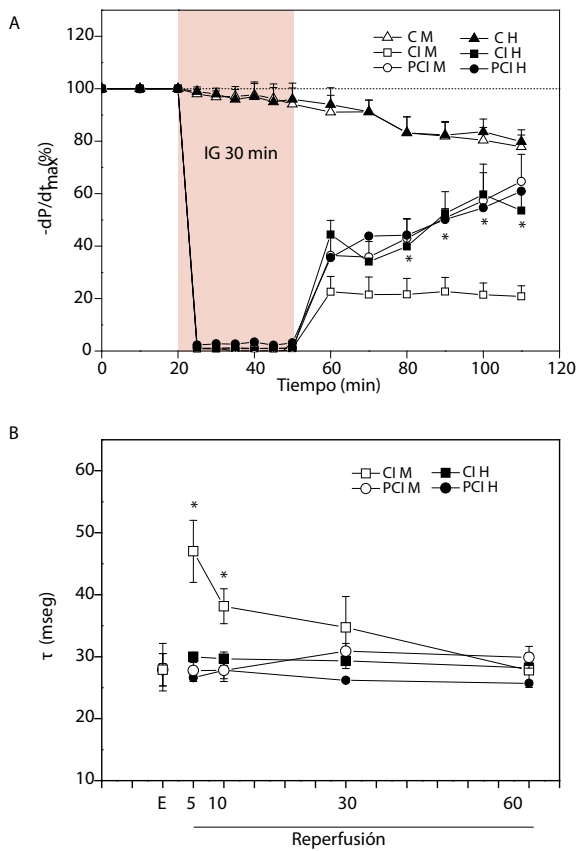 A
C M
C H
CI M
CI H
PCI M
PCI H
120
100
80
60
40
20
0
-dP/dtmax(%)
IG 30 min
*
*
*
*
0 20 40 60 80 100 120
Tiempo (min)
B
CI M
CI H
PCI M
PCI H
60
50
40
30
20
10
τ (mseg)
*
*
E 5 10 30 60
Reperfusión